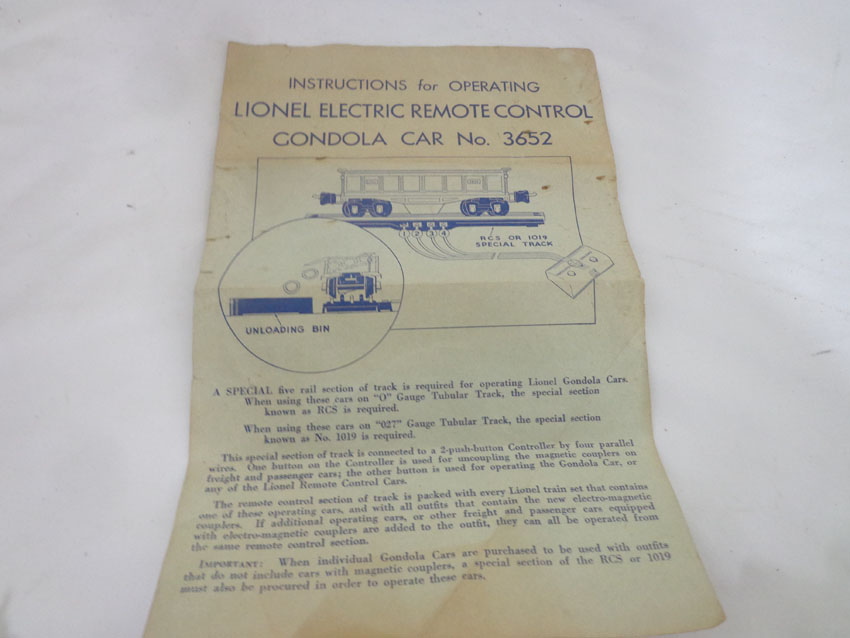 INSTRUCTIONS for OPERATING
LIONEL ELECTRIC REMOTE CONTROL
GONDOLA CAR No. 3652
1 2 3 4
RCS OR 1019
SPECIAL TRACK
UNLOADING BIN
A SPECIAL five rail section of track is required for operating Lionel Gondola Cars.
When using these cars on "O" Gauge Tubular Track, the special section
known as RCS is required.
When using these cars on "027" Gauge Tubular Track, the special section
known as No. 1019 is required.
This special section of track is connected to a 2-push-button Controller by four parallel
wires. One button on the Controller is used for uncoupling the magnetic couplers on
freight and passenger cars; the other button is used for operating the Gondola Car, or
any of the Lionel Remote Control Cars.
The remote control section of track is packed with every Lionel train set that contains
one of these operating cars, and with all outfits that contain the new electro-magnetic
couplers. If additional operating cars, or other freight and passenger cars equipped
with electro-magnetic couplers are added to the outfit, they can all be operated from
the same remote control section.
IMPORTANT: When individual Gondola Cars are purchased to be used with outfits
that do not include cars with magnetic couplers, a special section of the RCS or 1019
must also be procured in order to operate these cars.